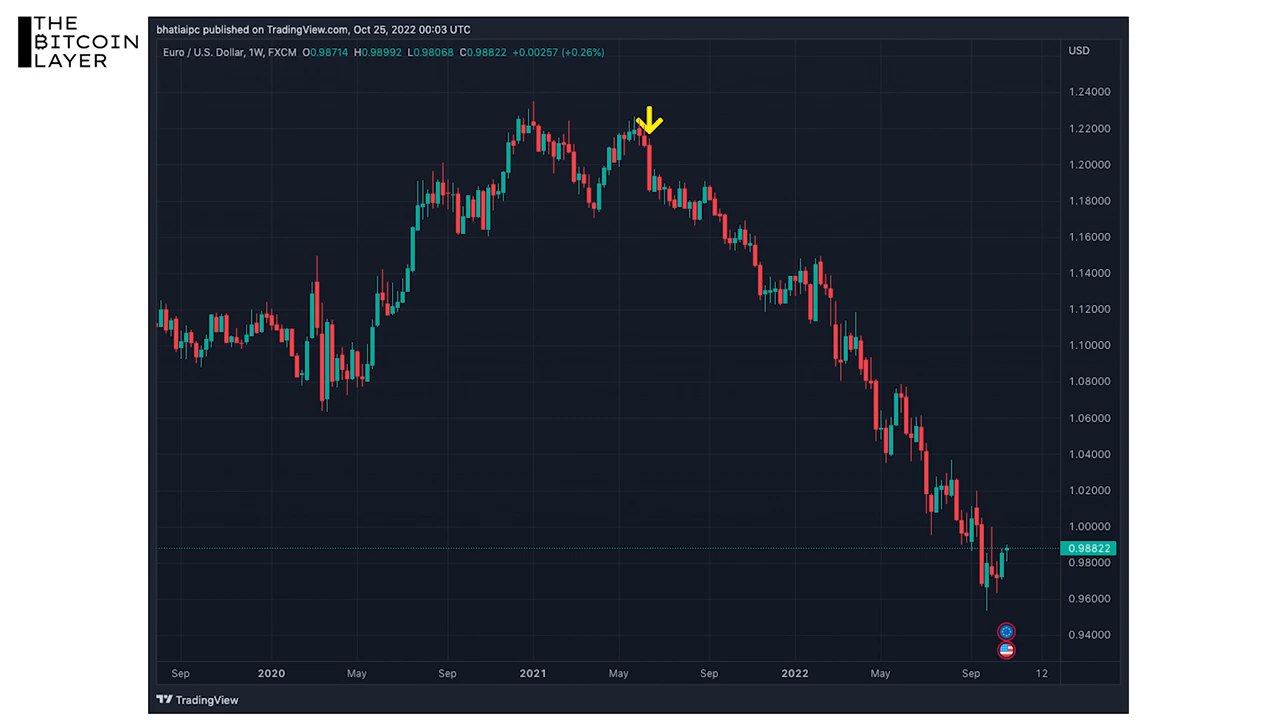 THE
BITCOIN
LAYER
bhatiaipc published on TradingView.com, Oct 25, 2022 00:03 UTC
Euro / U.S. Dollar, 1W, FXCM O0.98714 H0.98992 L0.98068 C0.98822 +0.00257 (+0.26%)
USD
1.24000
1.22000
1.20000
1.18000
1.16000
1.14000
1.12000
1.10000
1.08000
1.06000
1.04000
1.02000
1.00000
0.98822
0.98000
0.96000
0.94000
Sep 2020 May Sep 2021 May Sep 2022 May Sep 12
TradingView